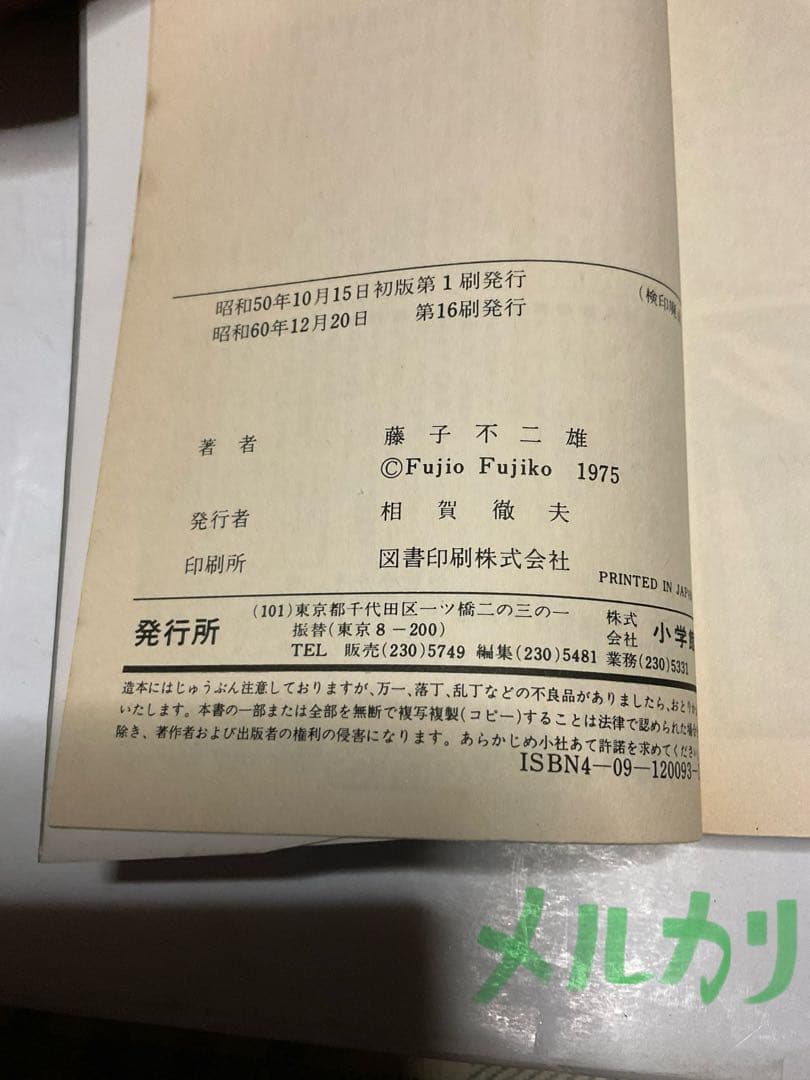 昭和50年10月15日初版第1刷発行
(検印
昭和60年12月20日 第16刷発行
著者 藤子不二雄
©Fujio Fujiko 1975
発行者 相賀徹夫
印刷所 図書印刷株式会社
PRINTED IN JAPA
発行所 (101)東京都千代田区一ツ橋二の三の一 株式会社 小学館
振替(東京8-200)
TEL 販売(230)5749 編集(230)5481 業務(230)5331
造本にはじゅうぶん注意しておりますが、万一、落丁、乱丁などの不良品がありましたら、おとりか
いたします。本書の一部または全部を無断で複写複製(コピー)することは法律で認められた場合
除き、著作者および出版者の権利の侵害になります。あらかじめ小社あて許諾を求めてください
ISBN4-09-120093-
メルカリ